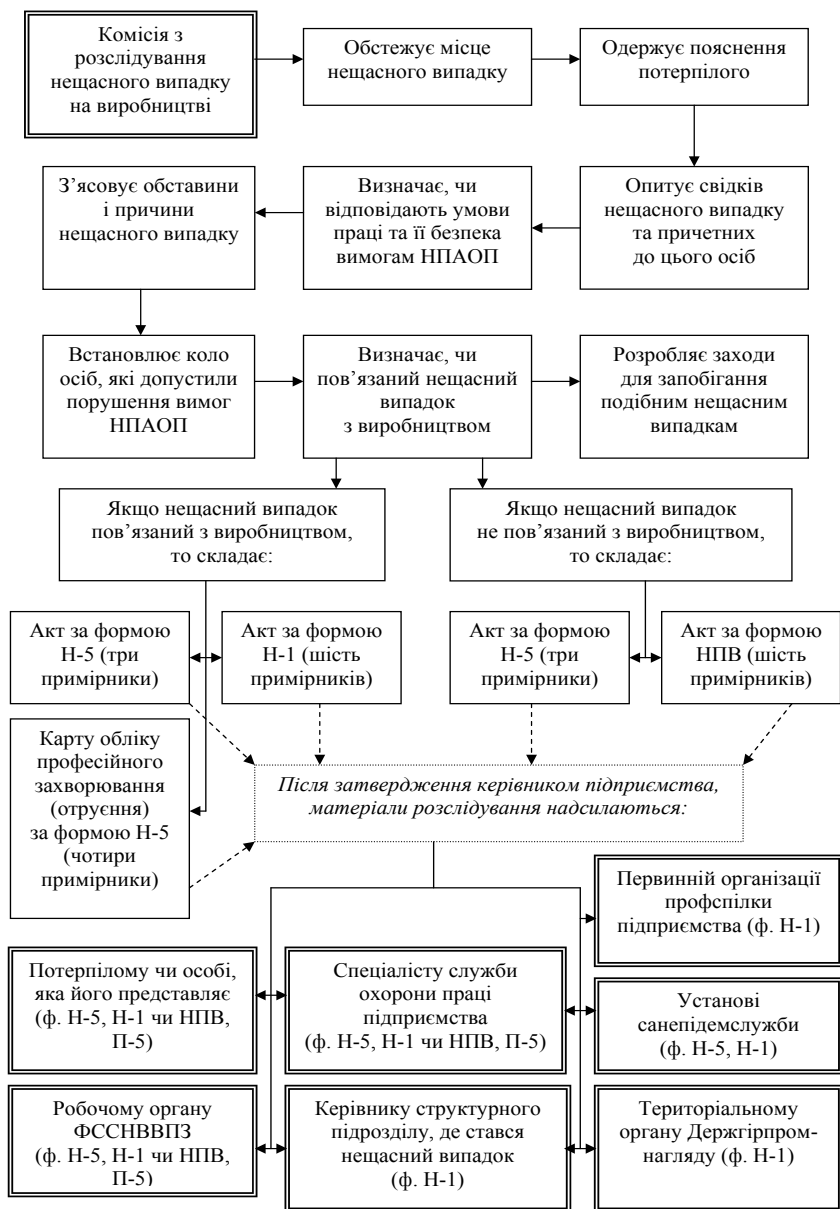 Комісія з
розслідування
нещасного випадку
на виробництві
Обстежує місце
нещасного випадку
Одержує пояснення
потерпілого
Опитує свідків
нещасного випадку
та причетних
до цього осіб
Визначає, чи
відповідають умови
праці та її безпека
вимогам НПАОП
З’ясовує обставини
і причини
нещасного випадку
Встановлює коло
осіб, які допустили
порушення вимог
НПАОП
Визначає, чи
пов’язаний нещасний
випадок
з виробництвом
Розробляє заходи
для запобігання
подібним нещасним
випадкам
Якщо нещасний випадок
пов’язаний з виробництвом,
то складає:
Якщо нещасний випадок
не пов’язаний з виробництвом,
то складає:
Акт за формою
Н-5 (три
примірники)
Акт за формою
Н-1 (шість
примірників)
Акт за формою
Н-5 (три
примірники)
Акт за формою
НПВ (шість
примірників)
Карту обліку
професійного
захворювання
(отруєння)
за формою Н-5
(чотири
примірники)
Після затвердження керівником підприємства,
матеріали розслідування надсилаються:
Первинній організації
профспілки
підприємства (ф. Н-1)
Потерпілому чи особі,
яка його представляє
(ф. Н-5, Н-1 чи НПВ,
П-5)
Спеціалісту служби
охорони праці
підприємства
(ф. Н-5, Н-1 чи НПВ, П-5)
Установі
санепідемслужби
(ф. Н-5, Н-1)
Робочому органу
ФССНВВПЗ
(ф. Н-5, Н-1 чи НПВ,
П-5)
Керівнику структурного
підрозділу, де стався
нещасний випадок
(ф. Н-1)
Територіальному
органу Держгірпром-
нагляду (ф. Н-1)